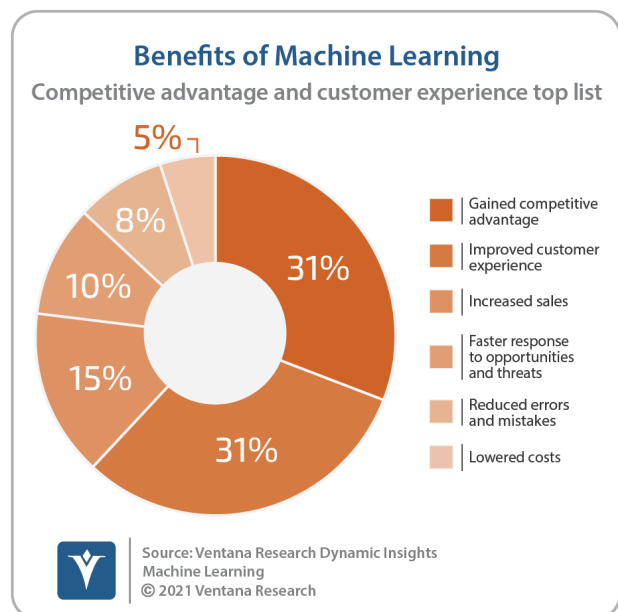 Benefits of Machine Learning
Competitive advantage and customer experience top list
5%
8%
31%
10%
15%
31%
Gained competitive
advantage
Improved customer
experience
Increased sales
Faster response
to opportunities
and threats
Reduced errors
and mistakes
Lowered costs
Source: Ventana Research Dynamic Insights
Machine Learning
© 2021 Ventana Research